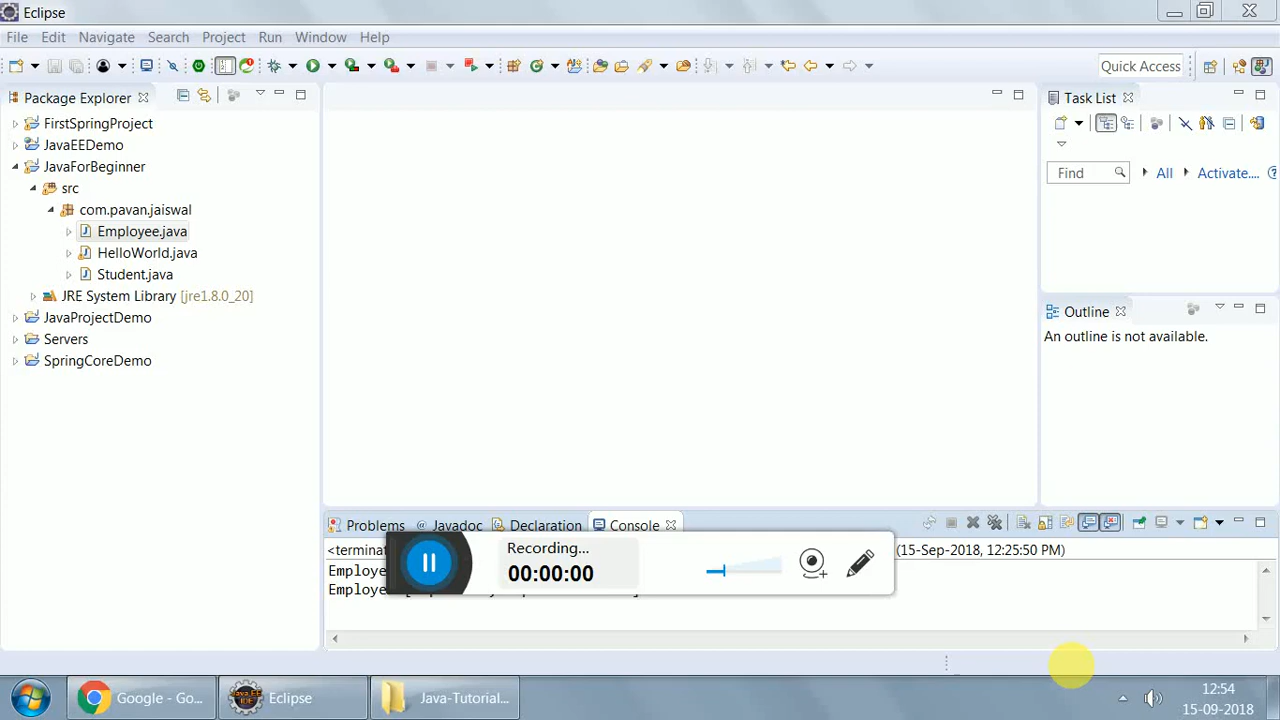 Eclipse
File Edit Navigate Search Project Run Window Help
Quick Access
Package Explorer
FirstSpringProject
JavaEEDemo
JavaForBeginner
src
com.pavan.jaiswal
Employee.java
HelloWorld.java
Student.java
JRE System Library [jre1.8.0_20]
JavaProjectDemo
Servers
SpringCoreDemo
Task List
Find All Activate....
Outline
An outline is not available.
Problems @ Javadoc Declaration Console
(15-Sep-2018, 12:25:50 PM)
Recording...
00:00:00
Google - Go...
Java EE
IDE
Eclipse
Java-Tutorial...
12:54
15-09-2018